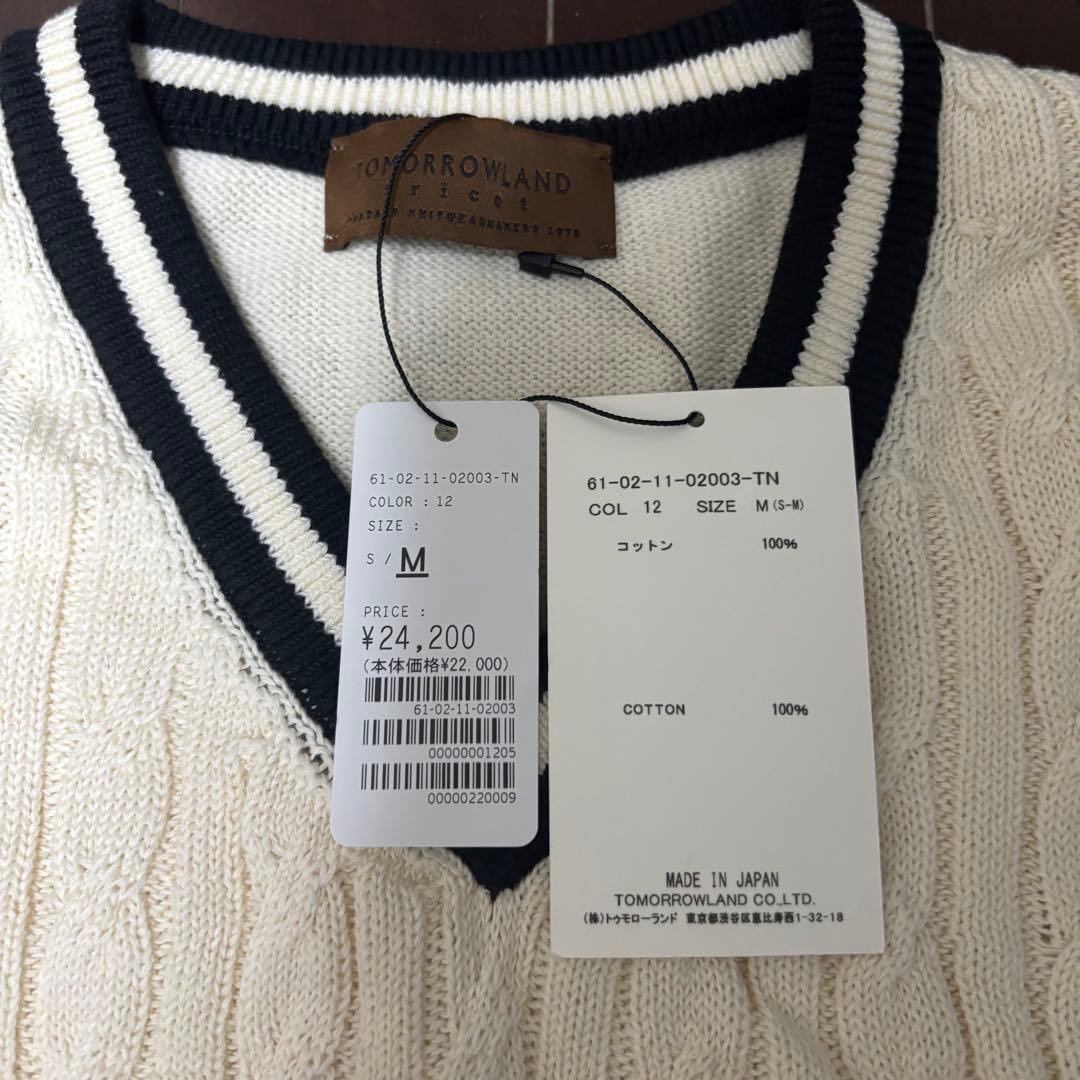 TOMORROWLAND
ricot
KNITWEARMAKERS 1978
61-02-11-02003-TN
COLOR : 12
SIZE :
S / M
PRICE :
¥24,200
(本体価格¥22,000)
61-02-11-02003
00000001205
00000220009
61-02-11-02003-TN
COL 12 SIZE M (S-M)
コットン 100%
COTTON 100%
MADE IN JAPAN
TOMORROWLAND CO.,LTD.
(株)トゥモローランド 東京都渋谷区恵比寿西1-32-18